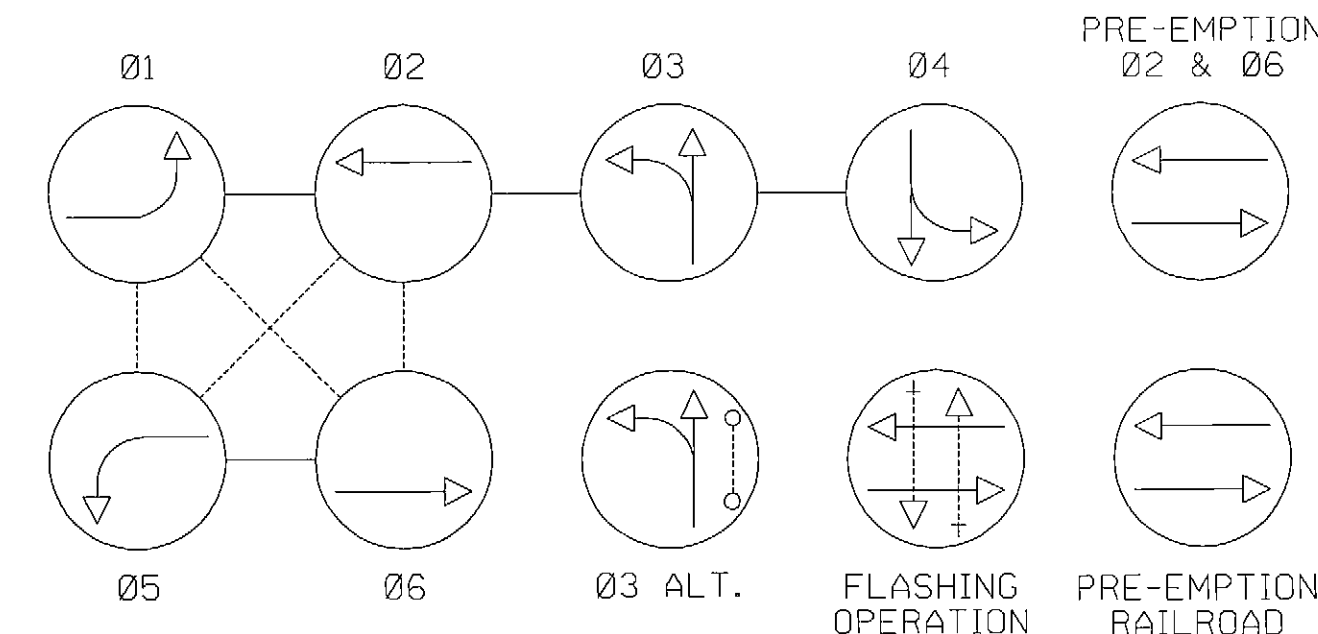 PRE-EMPTION
Ø1 Ø2 Ø3 Ø4 Ø2 & Ø6
Ø5 Ø6 Ø3 ALT. FLASHING PRE-EMPTION
OPERATION RAILROAD